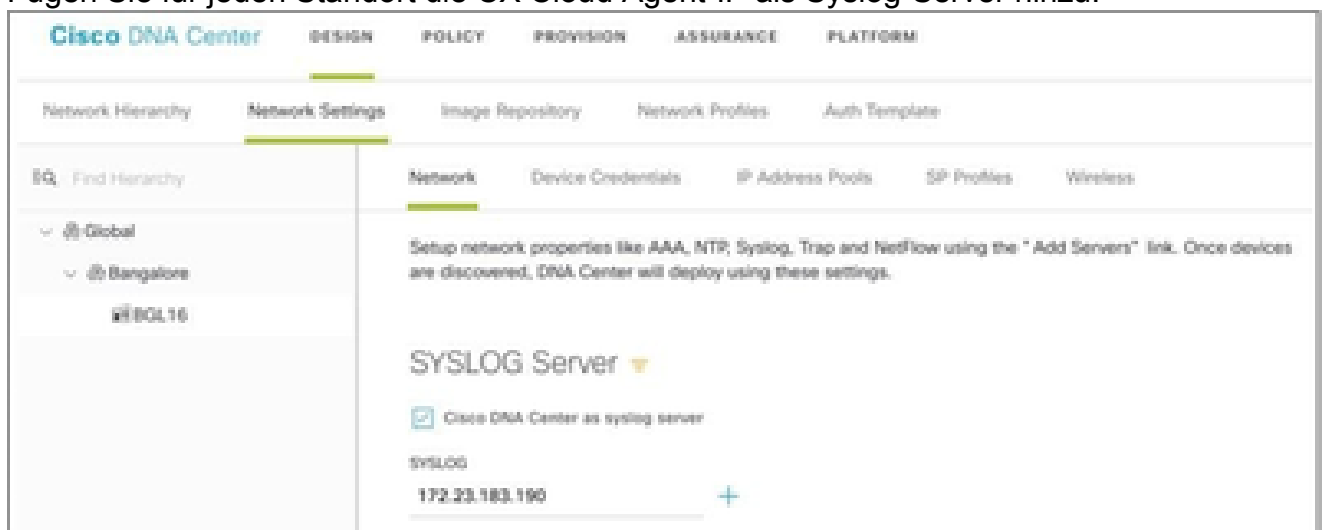 Fügen Sie für jeden Standort die CX Cloud Agent-IP als Syslog-Server hinzu.
Cisco DNA Center DESIGN POLICY PROVISION ASSURANCE PLATFORM
Network Hierarchy Network Settings Image Repository Network Profiles Auth Template
Find Hierarchy
Network Device Credentials IP Address Pools SP Profiles Wireless
Global
Bangalore
BGL16
Setup network properties like AAA, NTP, Syslog, Trap and NetFlow using the "Add Servers" link. Once devices
are discovered, DNA Center will deploy using these settings.
SYSLOG Server
Cisco DNA Center as syslog server
SYSLOG
172.23.183.190